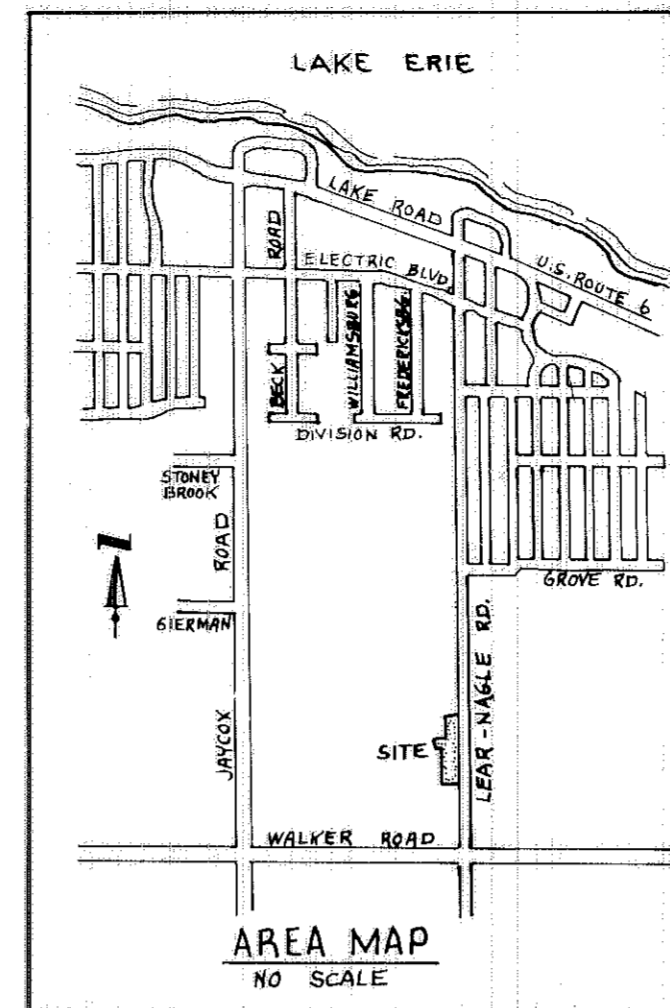 LAKE ERIE
LAKE ROAD
U.S. ROUTE 6
ROAD
ELECTRIC BLVD.
BECK
WILLIAMSBURG
FREDERICKSBG.
DIVISION RD.
STONEY
BROOK
ROAD
GROVE RD.
GIERMAN
N
JAYCOX
SITE
LEAR-NAGLE RD.
WALKER ROAD
AREA MAP
NO SCALE